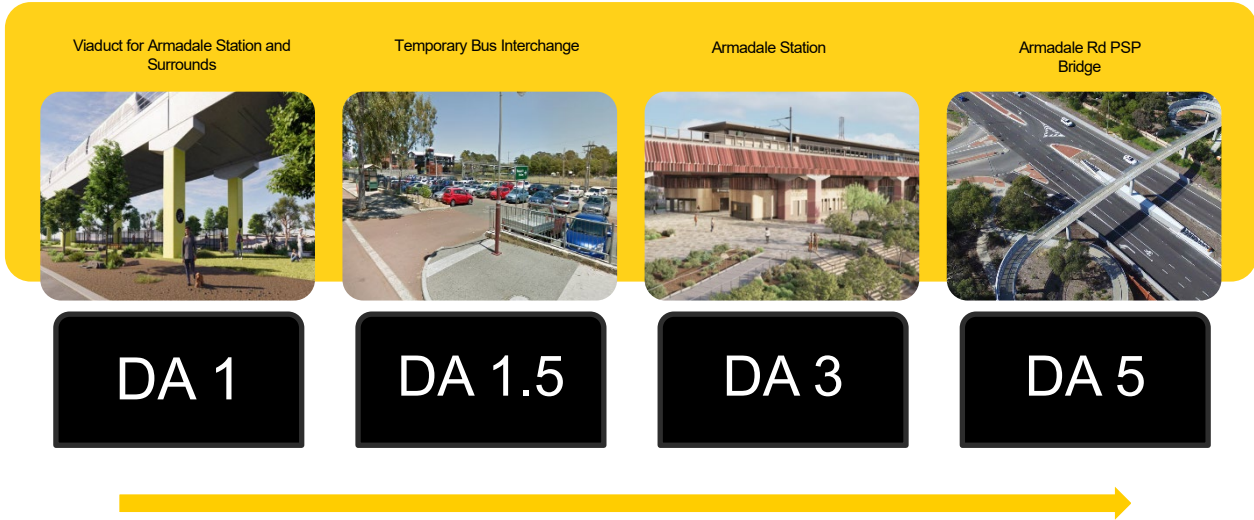 Viaduct for Armadale Station and
Surrounds
Temporary Bus Interchange
Armadale Station
Armadale Rd PSP
Bridge
DA 1
DA 1.5
DA 3
DA 5